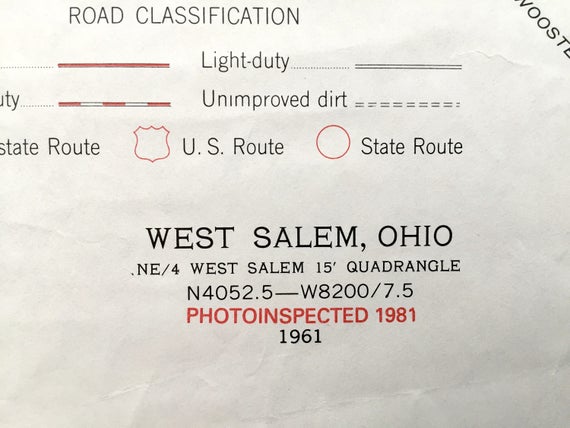 ROAD CLASSIFICATION
Light-duty
uty
Unimproved dirt
state Route
U. S. Route
State Route
WEST SALEM, OHIO
NE/4 WEST SALEM 15′ QUADRANGLE
N4052.5—W8200/7.5
PHOTOINSPECTED 1981
1961
WOOSTE